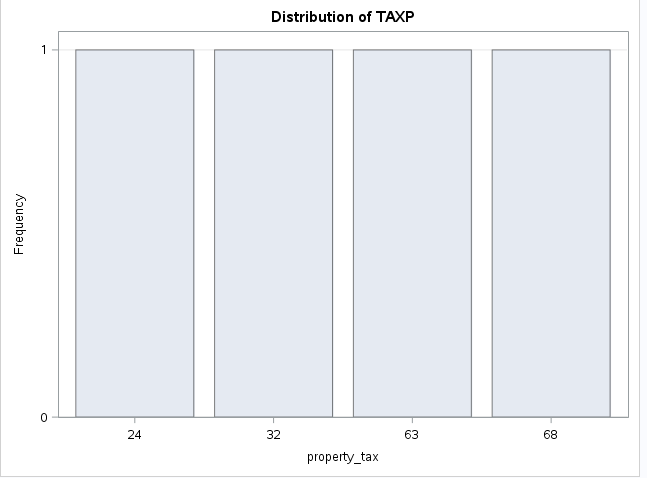 Distribution of TAXP
1
Frequency
0
24 32 63 68
property_tax